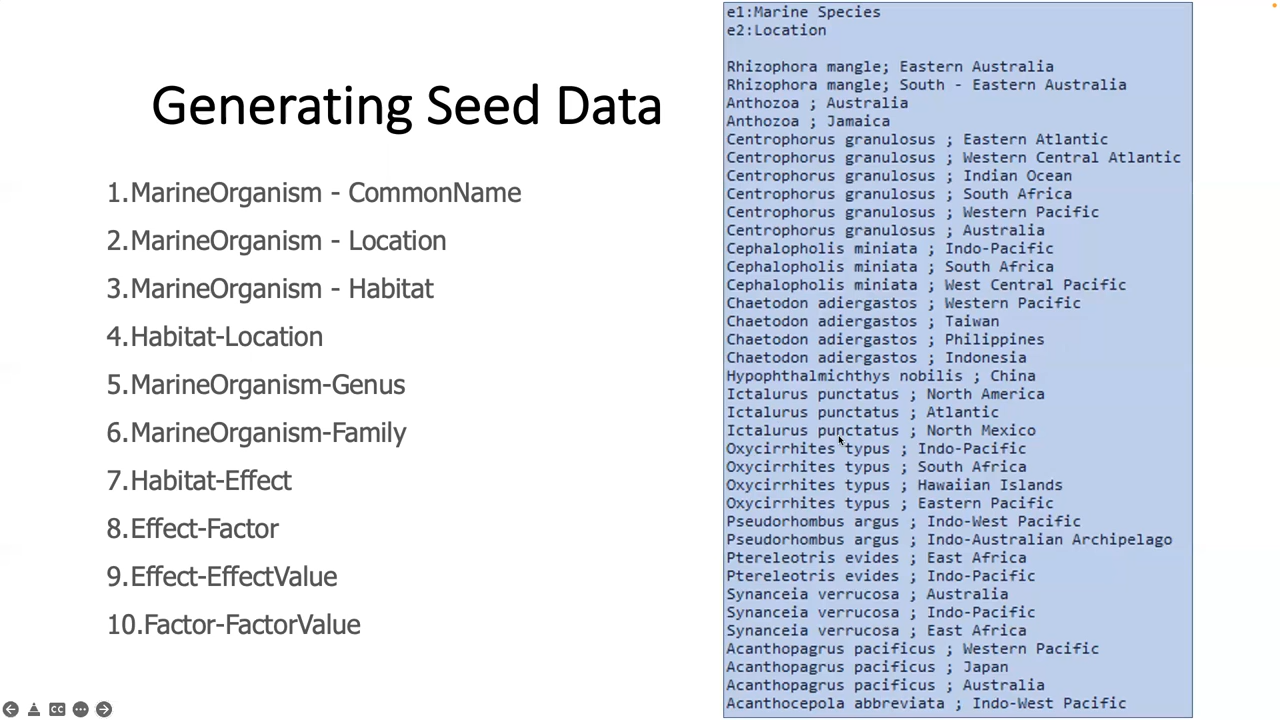 Generating Seed Data
1.MarineOrganism - CommonName
2.MarineOrganism - Location
3.MarineOrganism - Habitat
4.Habitat-Location
5.MarineOrganism-Genus
6.MarineOrganism-Family
7.Habitat-Effect
8.Effect-Factor
9.Effect-EffectValue
10.Factor-FactorValue
e1:Marine Species
e2:Location
Rhizophora mangle; Eastern Australia
Rhizophora mangle; South - Eastern Australia
Anthozoa ; Australia
Anthozoa ; Jamaica
Centrophorus granulosus ; Eastern Atlantic
Centrophorus granulosus ; Western Central Atlantic
Centrophorus granulosus ; Indian Ocean
Centrophorus granulosus ; South Africa
Centrophorus granulosus ; Western Pacific
Centrophorus granulosus ; Australia
Cephalopholis miniata ; Indo-Pacific
Cephalopholis miniata ; South Africa
Cephalopholis miniata ; West Central Pacific
Chaetodon adiergastos ; Western Pacific
Chaetodon adiergastos ; Taiwan
Chaetodon adiergastos ; Philippines
Chaetodon adiergastos ; Indonesia
Hypophthalmichthys nobilis ; China
Ictalurus punctatus ; North America
Ictalurus punctatus ; Atlantic
Ictalurus punctatus ; North Mexico
Oxycirrhites typus ; Indo-Pacific
Oxycirrhites typus ; South Africa
Oxycirrhites typus ; Hawaiian Islands
Oxycirrhites typus ; Eastern Pacific
Pseudorhombus argus ; Indo-West Pacific
Pseudorhombus argus ; Indo-Australian Archipelago
Ptereleotris evides ; East Africa
Ptereleotris evides ; Indo-Pacific
Synanceia verrucosa ; Australia
Synanceia verrucosa ; Indo-Pacific
Synanceia verrucosa ; East Africa
Acanthopagrus pacificus ; Western Pacific
Acanthopagrus pacificus ; Japan
Acanthopagrus pacificus ; Australia
Acanthocepola abbreviata ; Indo-West Pacific
CC